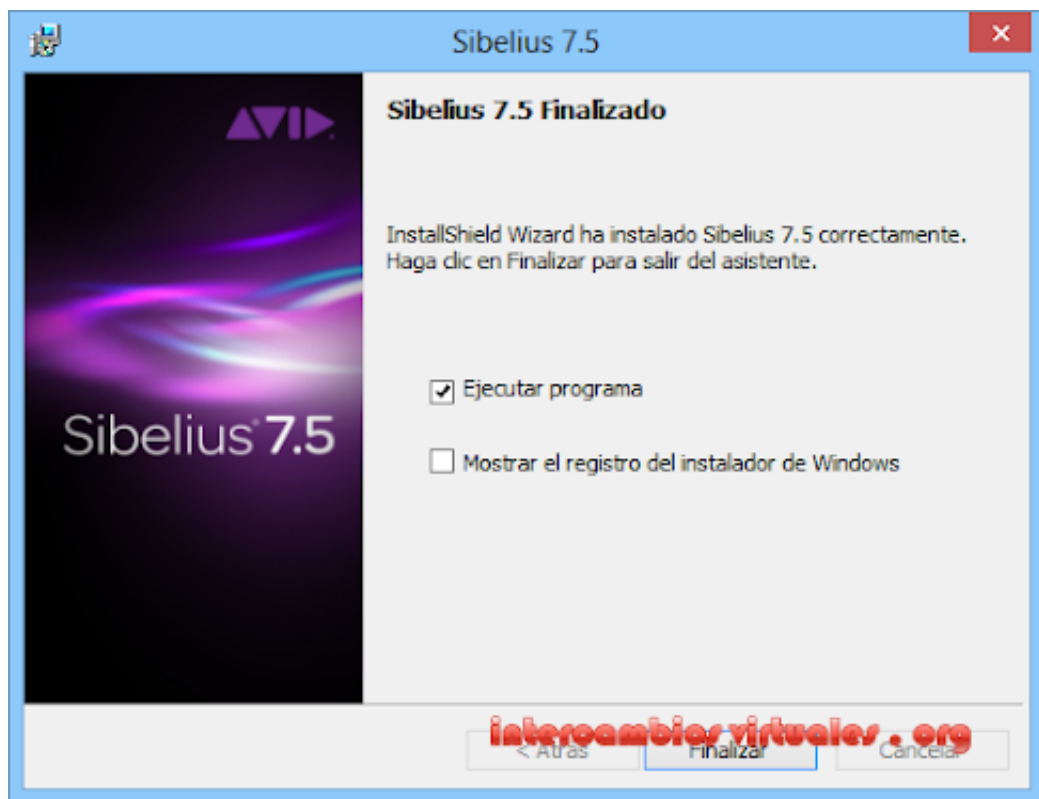 Sibelius 7.5
AVID
Sibelius 7.5 Finalizado
InstallShield Wizard ha instalado Sibelius 7.5 correctamente.
Haga clic en Finalizar para salir del asistente.
Ejecutar programa
Sibelius® 7.5
Mostrar el registro del instalador de Windows
intercambios virtuales . org
< Atrás
Finalizar
Cancelar